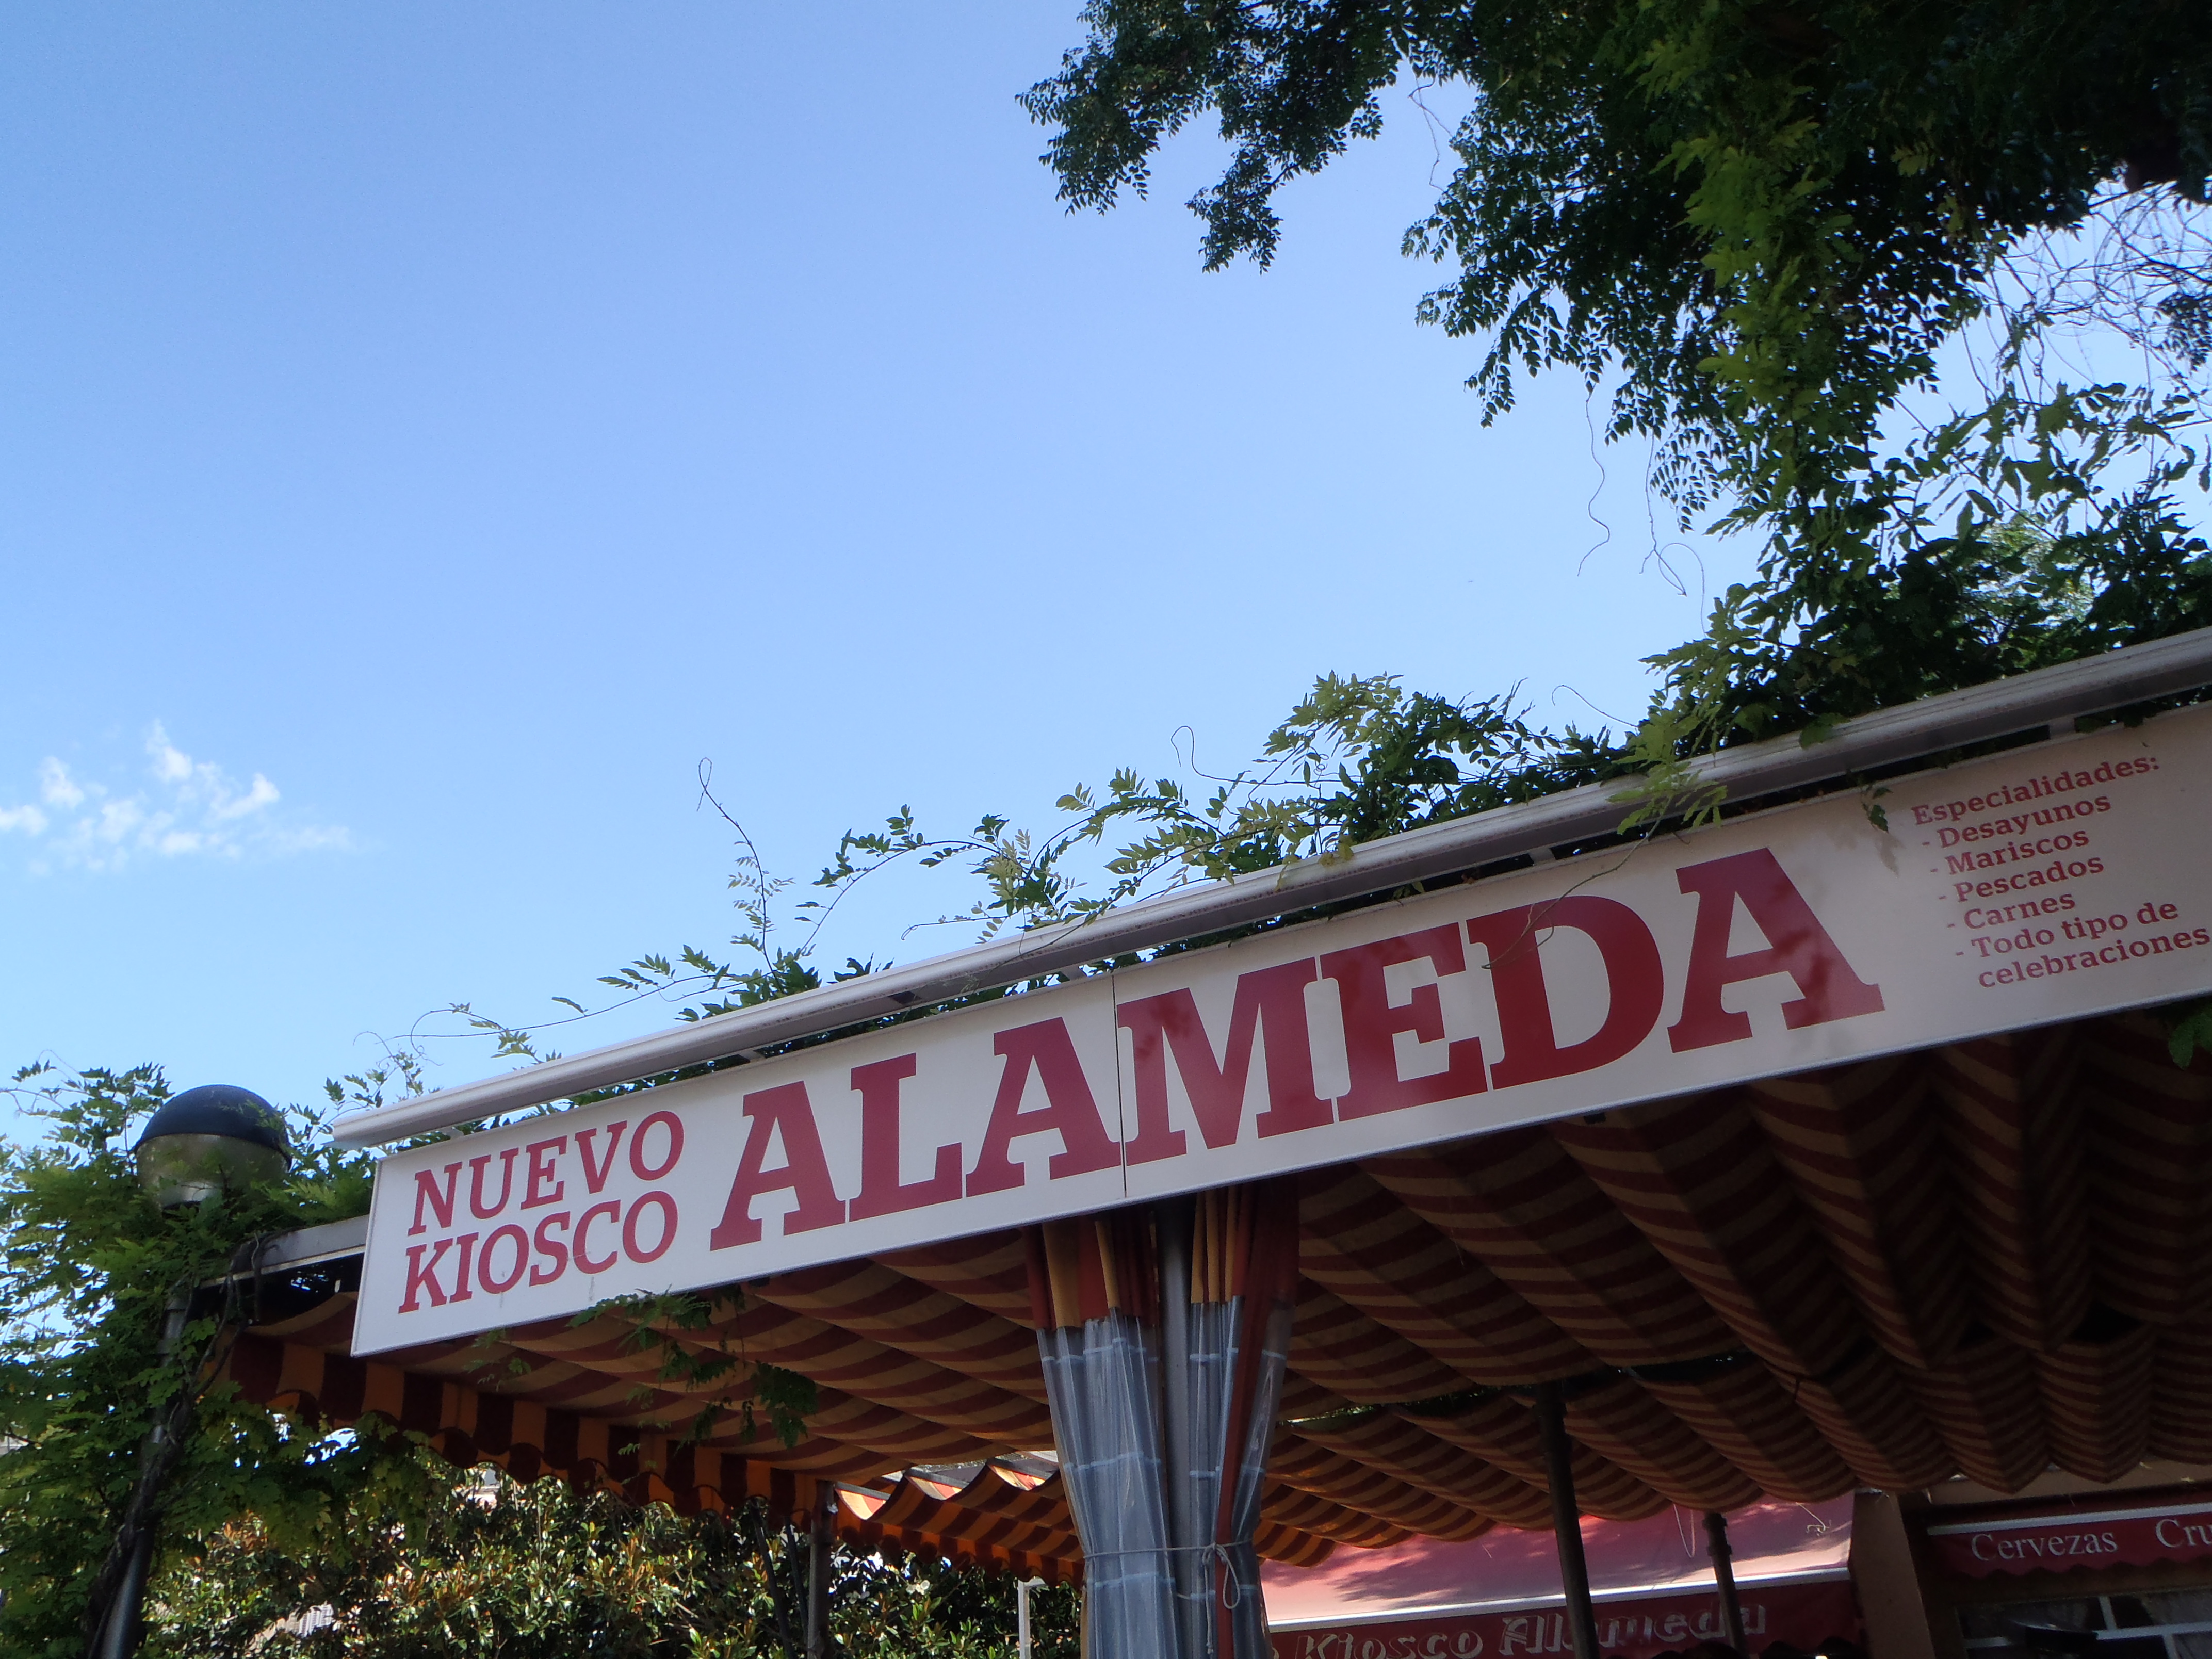 NUEVO
KIOSCO
ALAMEDA
Especialidades:
- Desayunos
- Mariscos
- Pescados
- Carnes
- Todo tipo de
celebraciones
Cervezas
Kiosco Alameda